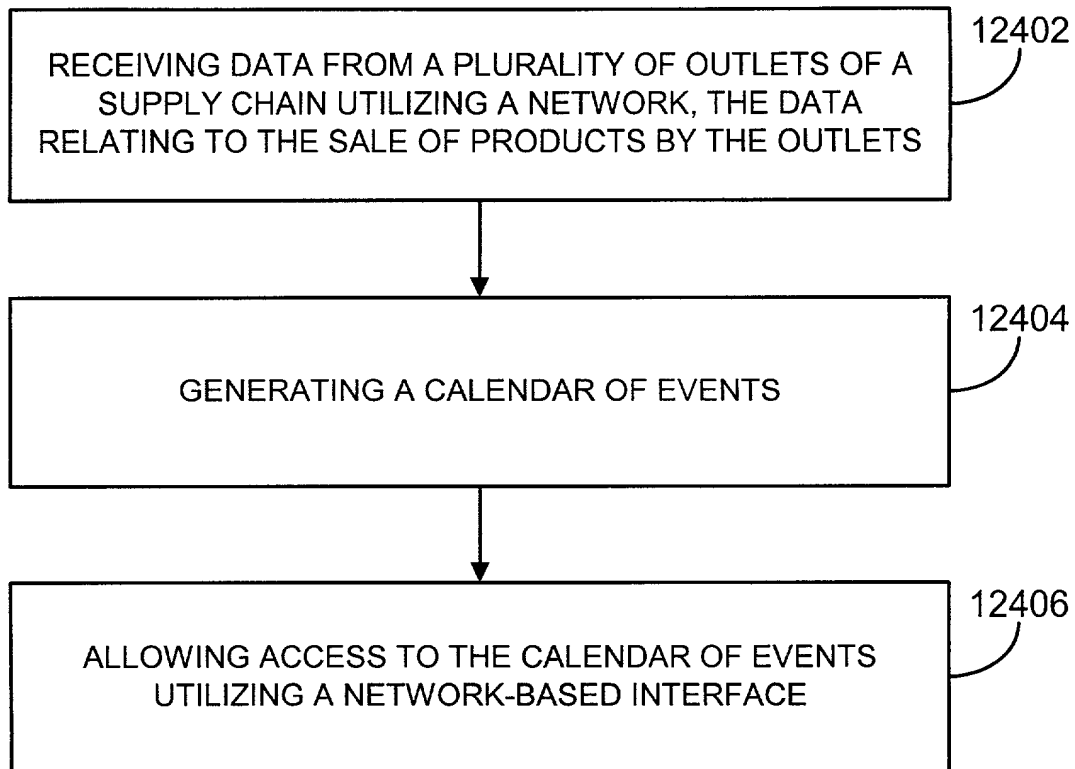 12402
RECEIVING DATA FROM A PLURALITY OF OUTLETS OF A
SUPPLY CHAIN UTILIZING A NETWORK, THE DATA
RELATING TO THE SALE OF PRODUCTS BY THE OUTLETS
12404
GENERATING A CALENDAR OF EVENTS
12406
ALLOWING ACCESS TO THE CALENDAR OF EVENTS
UTILIZING A NETWORK-BASED INTERFACE